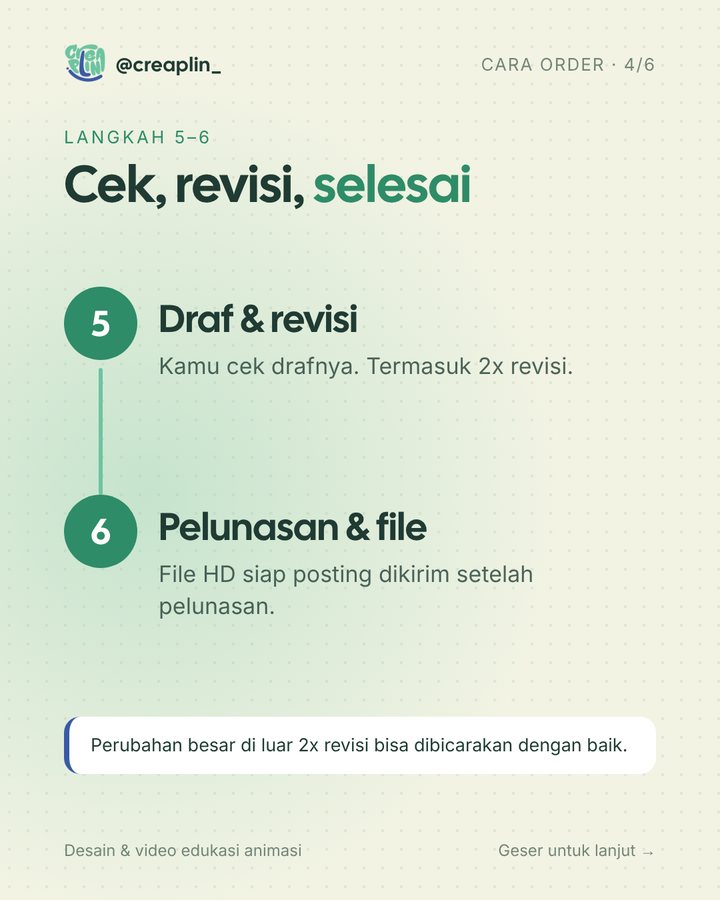 CREAPLIN
@creaplin_
CARA ORDER · 4/6
LANGKAH 5–6
Cek, revisi, selesai
5
Draf & revisi
Kamu cek drafnya. Termasuk 2x revisi.
6
Pelunasan & file
File HD siap posting dikirim setelah
pelunasan.
Perubahan besar di luar 2x revisi bisa dibicarakan dengan baik.
Desain & video edukasi animasi
Geser untuk lanjut →